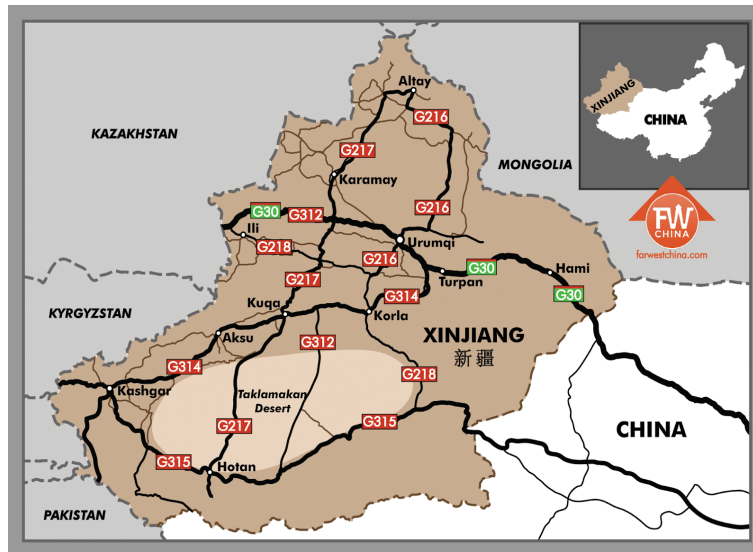 Altay
G216
KAZAKHSTAN
G217
MONGOLIA
Karamay
XINJIANG
CHINA
G30
G312
G216
FW
CHINA
farwestchina.com
Ili
G218
Urumqi
G216
G30
Hami
G217
Turpan
G30
G314
Kuqa
Korla
KYRGYZSTAN
Aksu
G312
XINJIANG
新疆
G314
G218
Kashgar
Taklamakan
Desert
G217
G315
CHINA
G315
Hotan
PAKISTAN